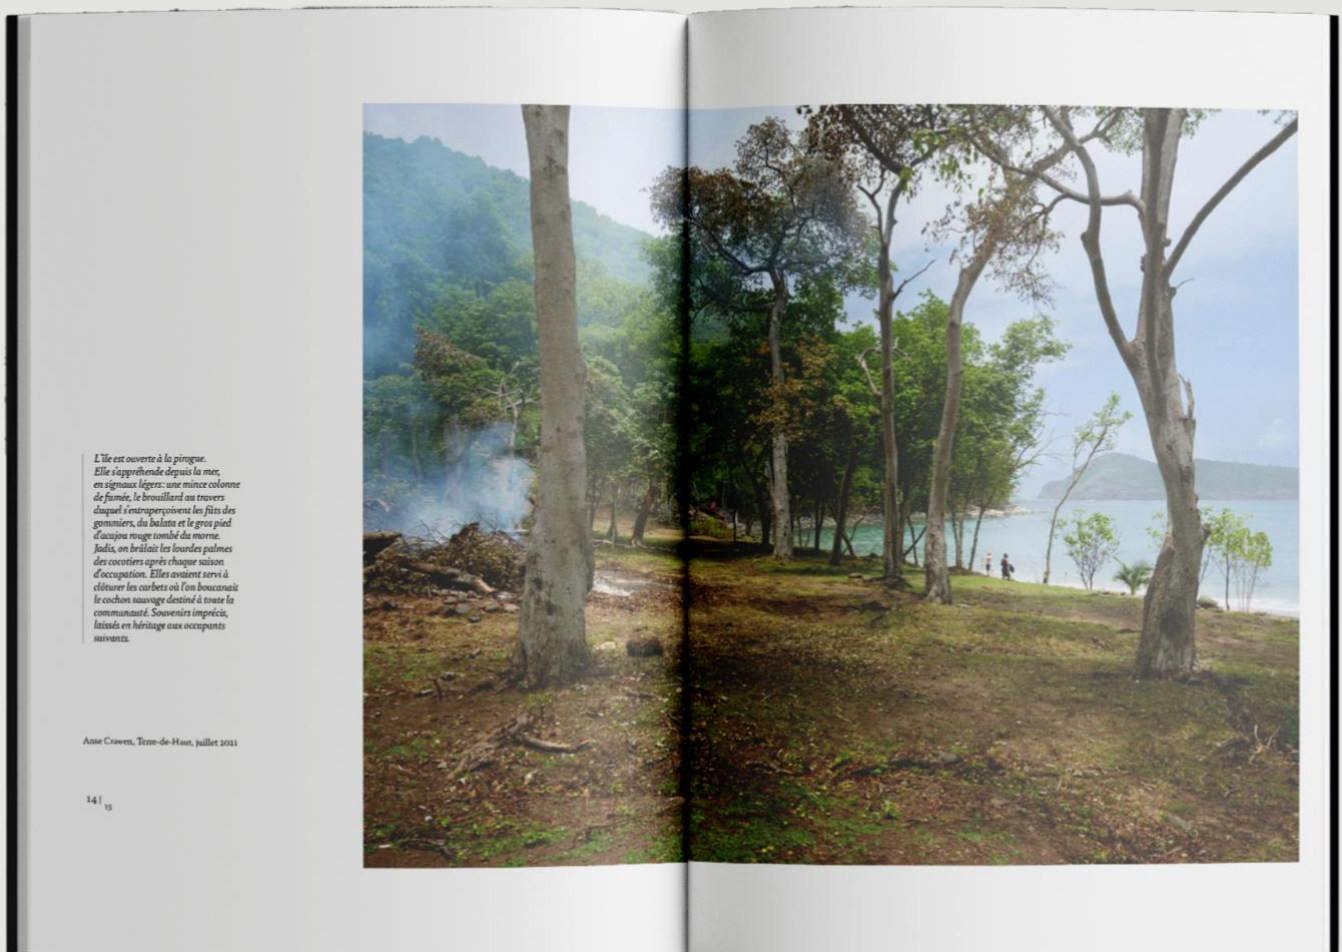 L'île est ouverte à la pirogue.
Elle s'appréhende depuis la mer,
en signaux légers : une mince colonne
de fumée, le brouillard au travers
duquel s'entraperçoivent les fûts des
gommiers, du balata et le gros pied
d'acajou rouge tombé du morne.
Jadis, on brûlait les lourdes palmes
des cocotiers après chaque saison
d'occupation. Elles avaient servi à
clôturer les carbets où l'on boucanait
le cochon sauvage destiné à toute la
communauté. Souvenirs imprécis,
laissés en héritage aux occupants
suivants.
Anse Crawen, Terre-de-Haut, juillet 2021
14 |
15